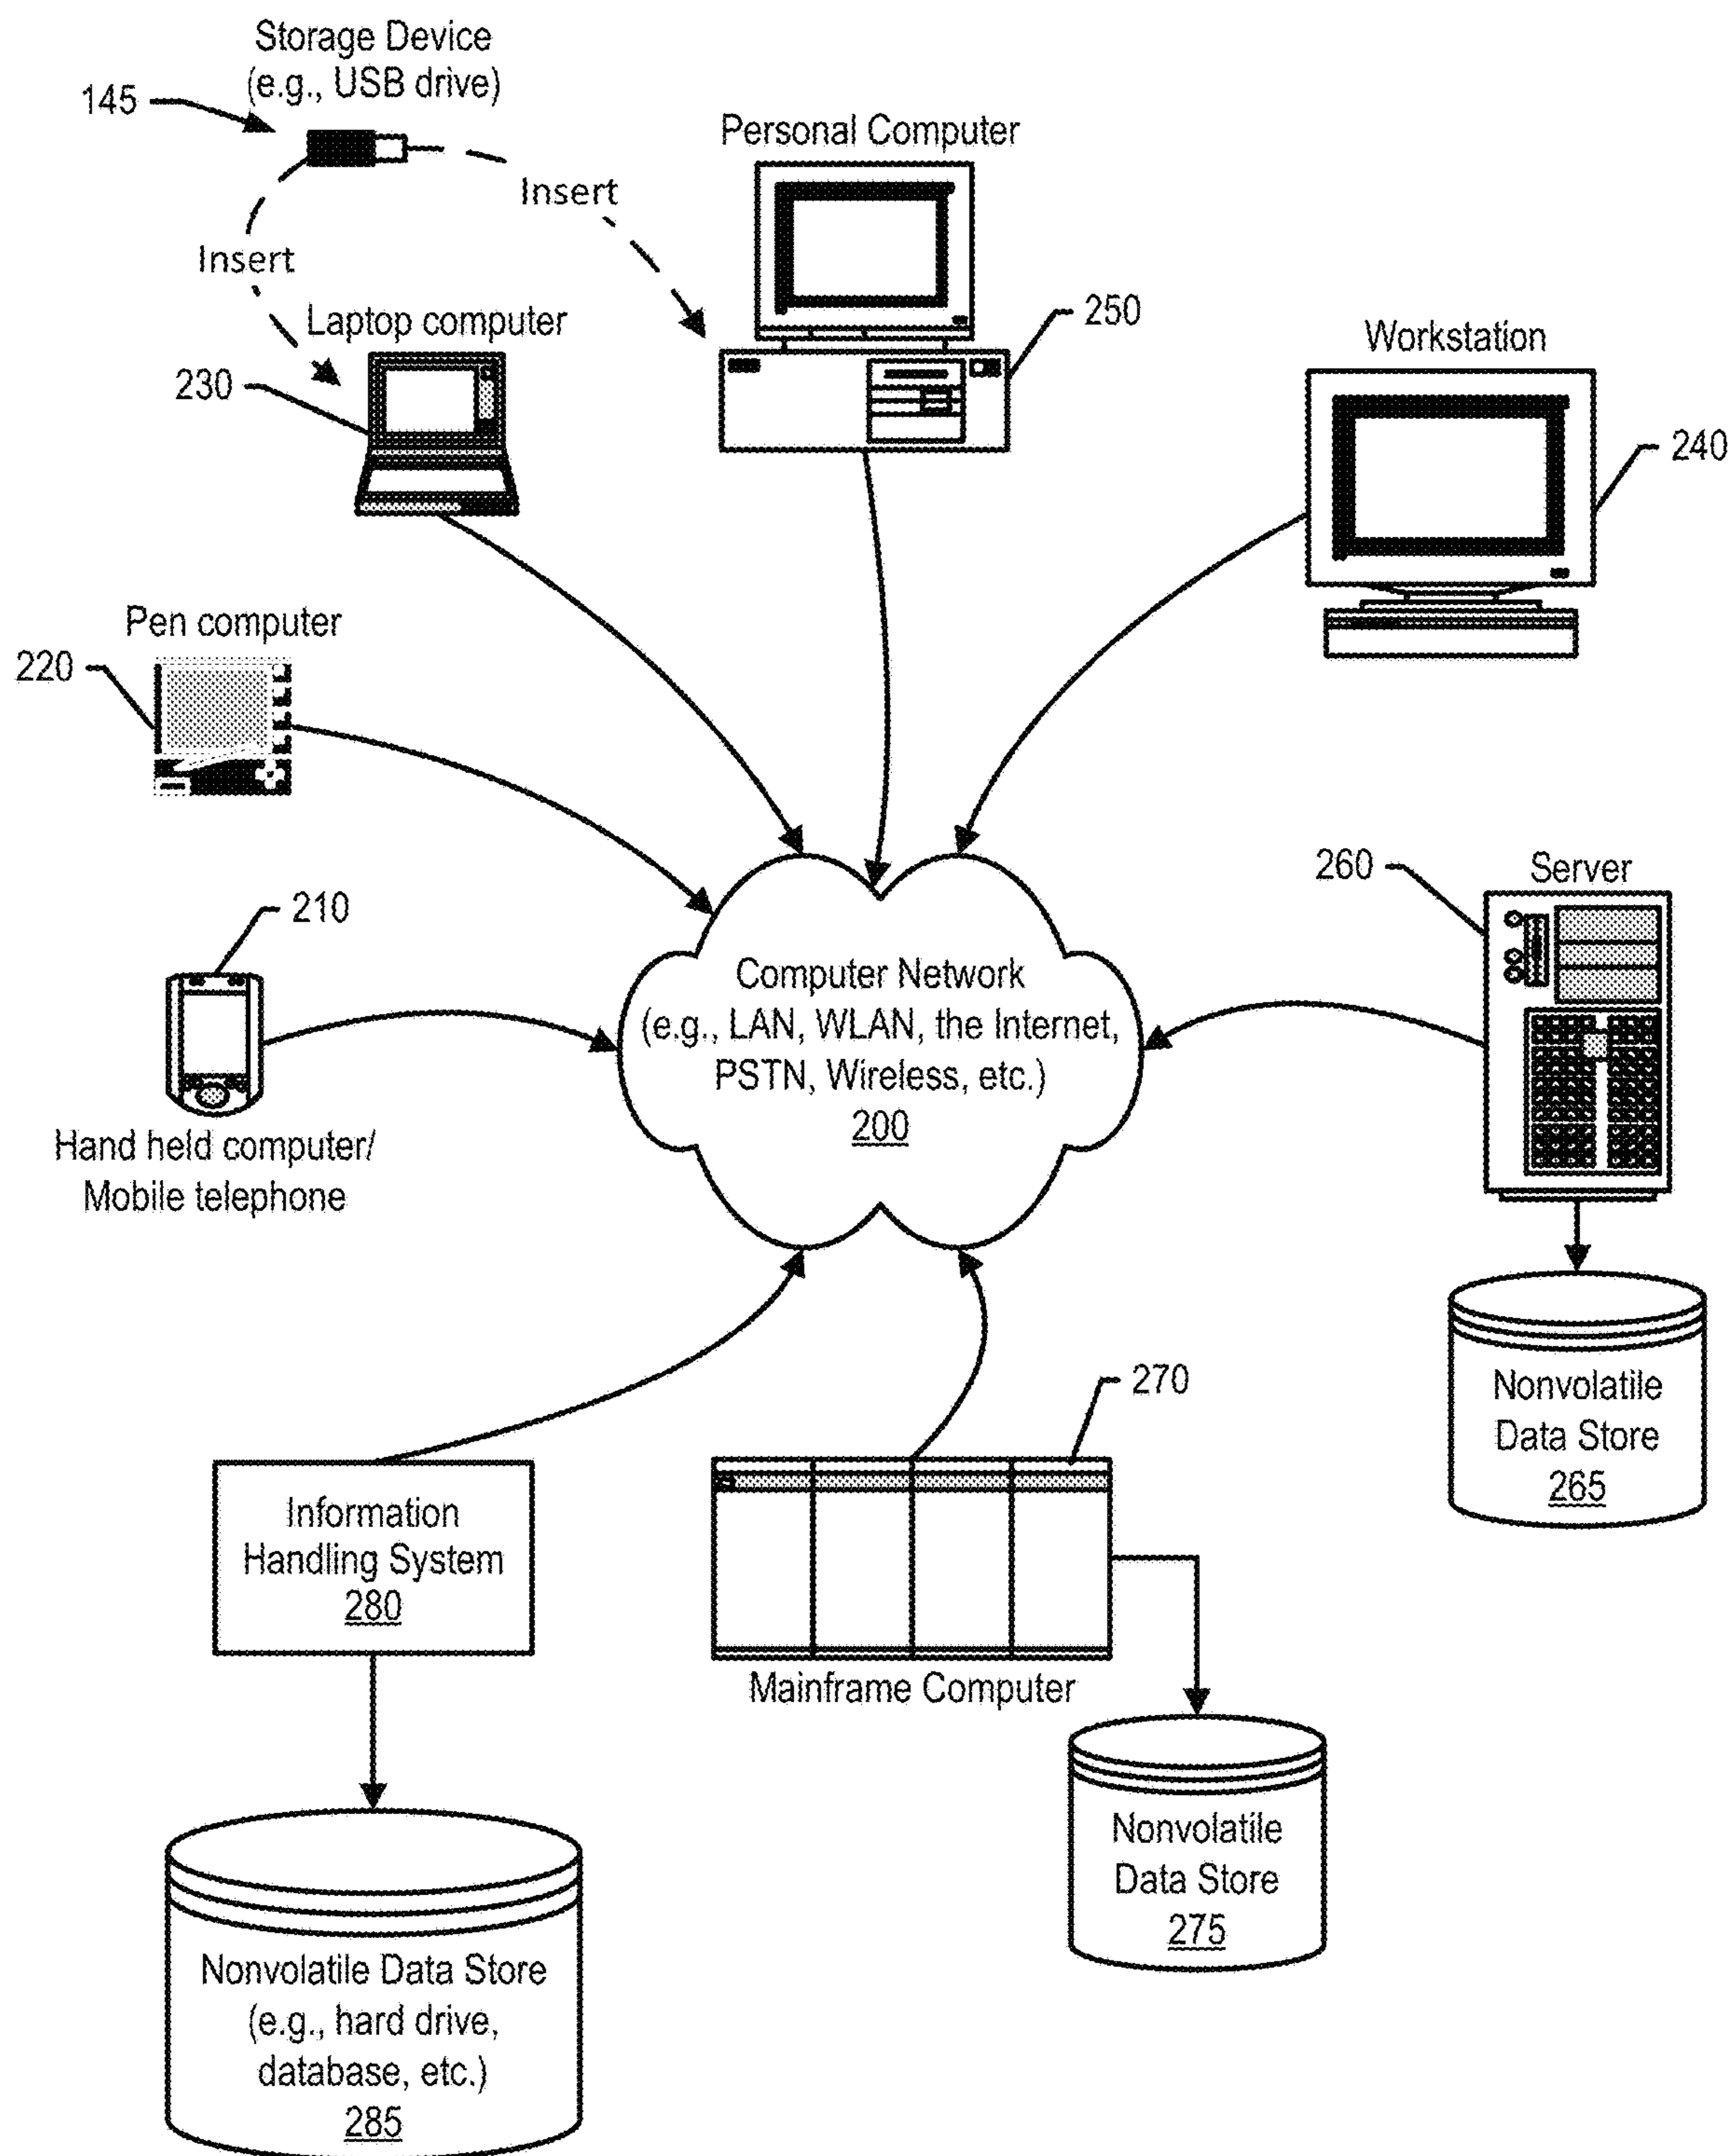 Storage Device
(e.g., USB drive)
145
Insert
Insert
Personal Computer
250
Laptop computer
230
Workstation
240
Pen computer
220
210
Hand held computer/
Mobile telephone
Computer Network
(e.g., LAN, WLAN, the Internet,
PSTN, Wireless, etc.)
200
260
Server
Nonvolatile
Data Store
265
270
Mainframe Computer
Nonvolatile
Data Store
275
Information
Handling System
280
Nonvolatile Data Store
(e.g., hard drive,
database, etc.)
285